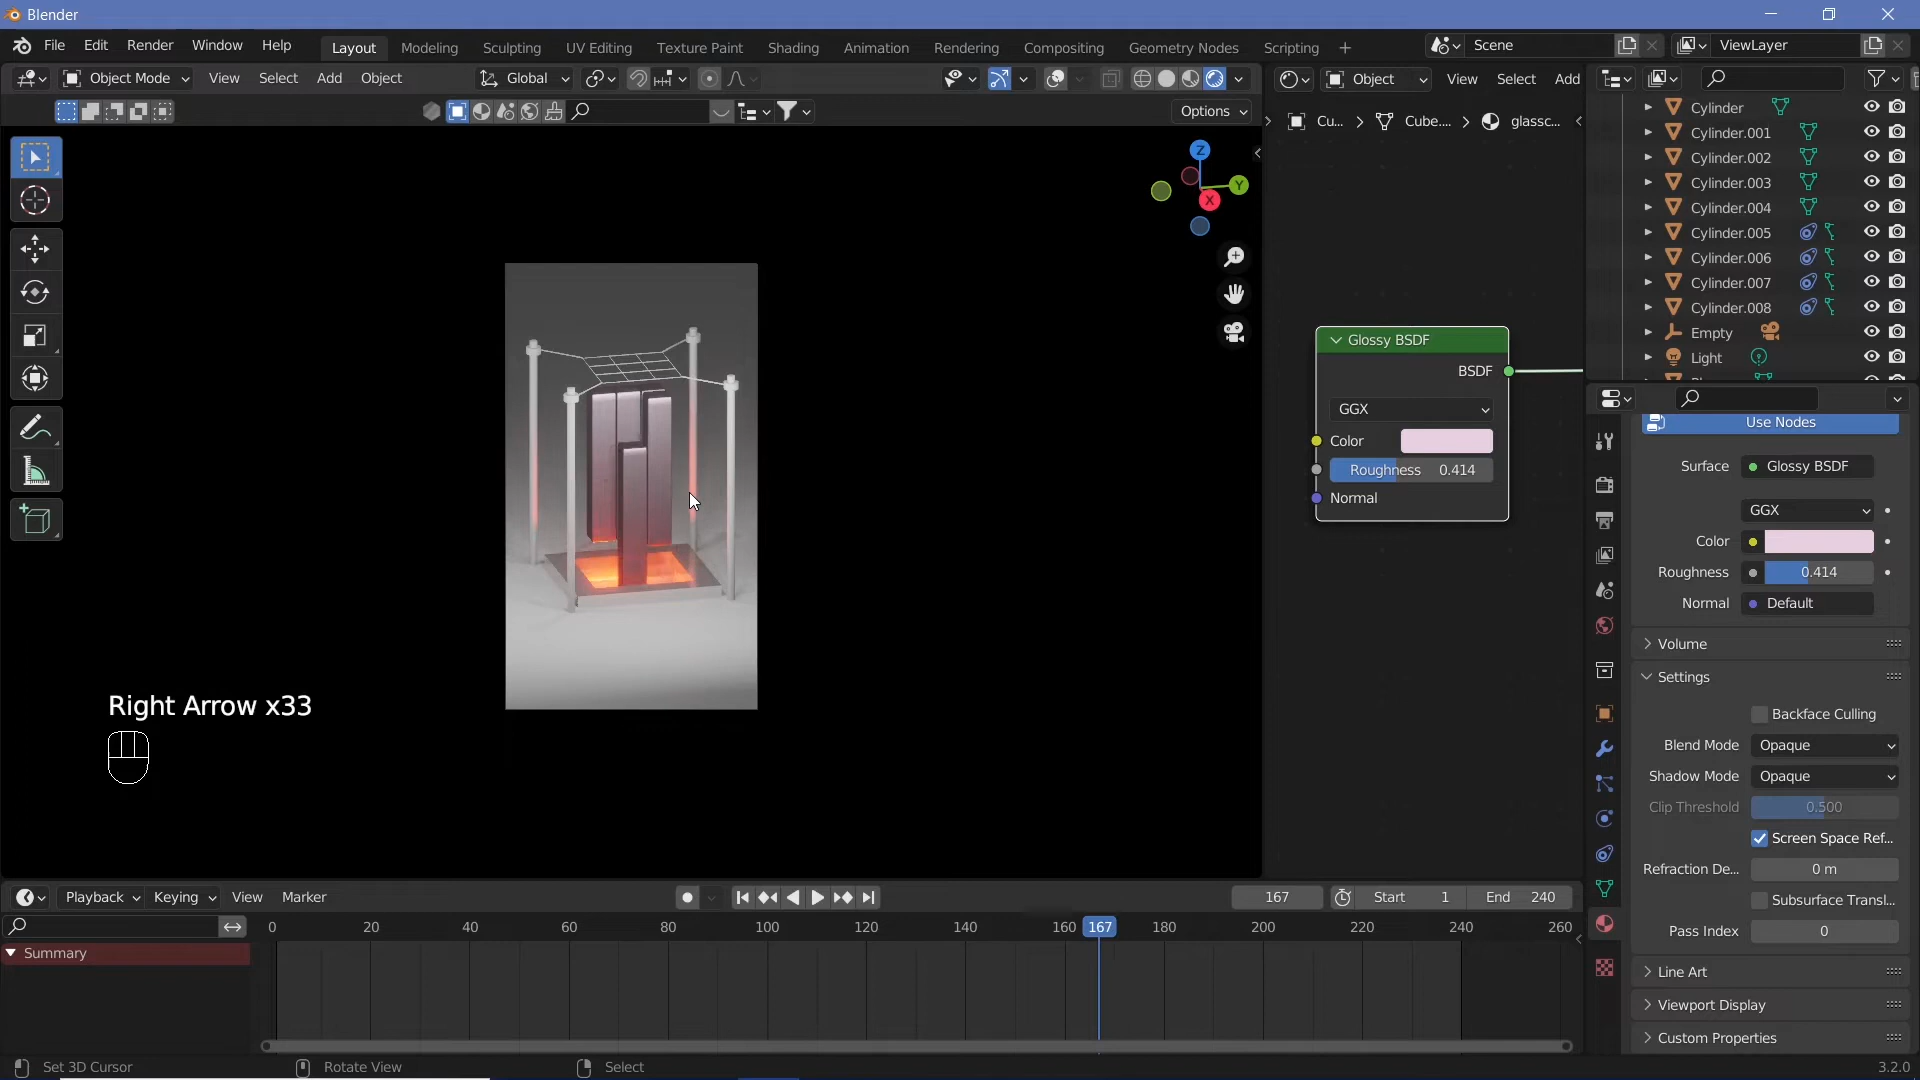 Blender
File Edit Render Window Help Layout Modeling Sculpting UV Editing Texture Paint Shading Animation Rendering Compositing Geometry Nodes Scripting Scene ViewLayer
Object Mode View Select Add Object Global
Object View Select Add
Options
Cu... Cube.... glassc...
Z
Y
X
Cylinder
Cylinder.001
Cylinder.002
Cylinder.003
Cylinder.004
Cylinder.005
Cylinder.006
Cylinder.007
Cylinder.008
Empty
Light
Glossy BSDF
BSDF
GGX
Color
Roughness 0.414
Normal
Use Nodes
Surface Glossy BSDF
GGX
Color
Roughness 0.414
Normal Default
Volume
Settings
Backface Culling
Blend Mode Opaque
Shadow Mode Opaque
Clip Threshold 0.500
Screen Space Ref...
Refraction De... 0 m
Subsurface Transl...
Pass Index 0
Line Art
Viewport Display
Custom Properties
Right Arrow x33
Playback Keying View Marker 167 Start 1 End 240
0 20 40 60 80 100 120 140 160 167 180 200 220 240 260
Summary
Set 3D Cursor Rotate View Select 3.2.0